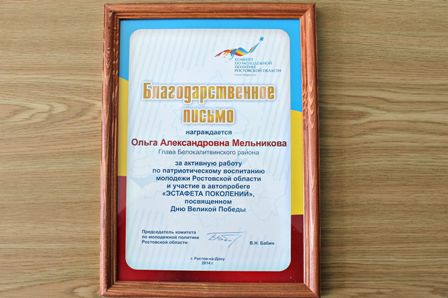 КОМИТЕТ
ПО МОЛОДЕЖНОЙ
ПОЛИТИКЕ
РОСТОВСКОЙ ОБЛАСТИ
Благодарственное
письмо
награждается
Ольга Александровна Мельникова
Глава Белокалитвинского района
за активную работу
по патриотическому воспитанию
молодежи Ростовской области
и участие в автопробеге
«ЭСТАФЕТА ПОКОЛЕНИЙ»,
посвященном
Дню Великой Победы
Председатель комитета
по молодежной политике
Ростовской области
В.Н. Бабин
г. Ростов-на-Дону
2014 г.